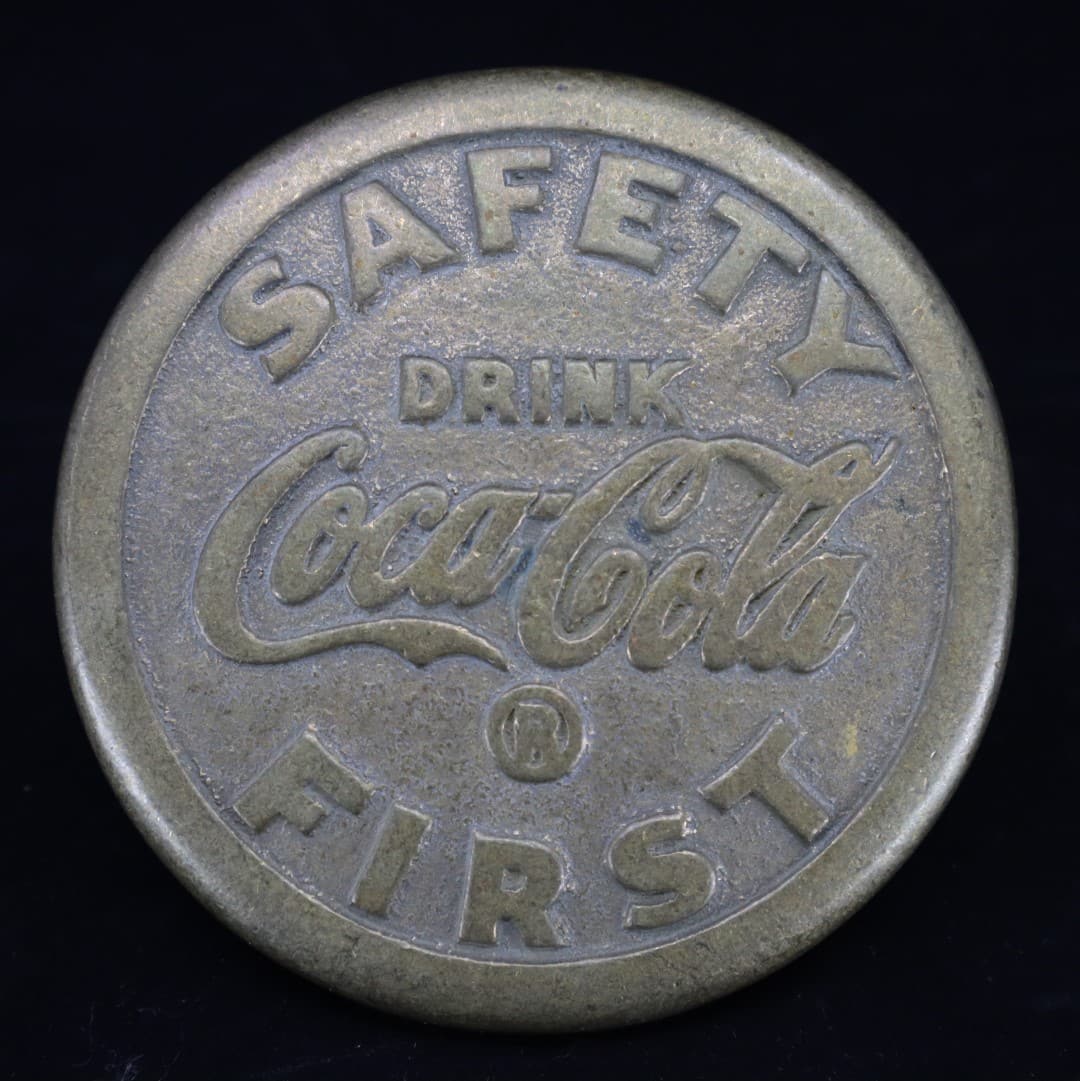 SAFETY
DRINK
Coca-Cola
®
FIRST